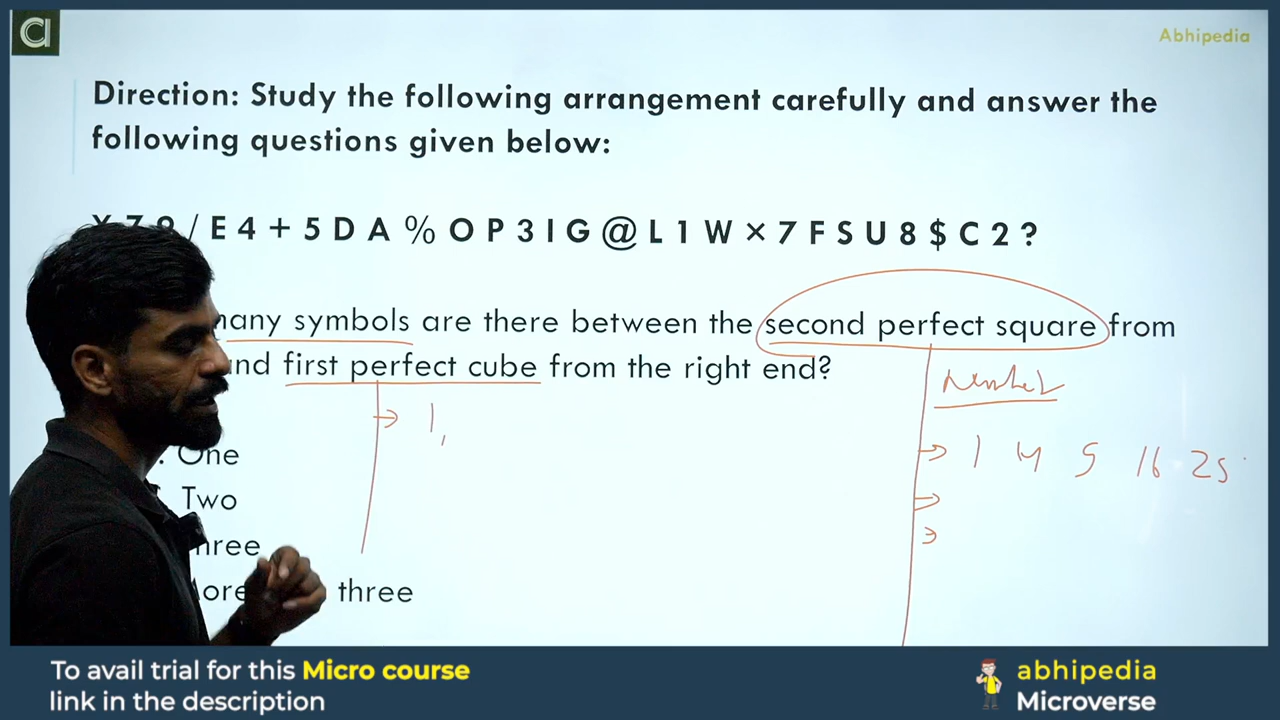 a
Abhipedia
Direction: Study the following arrangement carefully and answer the
following questions given below:
/ E 4 + 5 D A % O P 3 I G @ L 1 W × 7 F S U 8 $ C 2 ?
many symbols are there between the second perfect square from
first perfect cube from the right end?
Number
1,
1 4 9 16 25
One
Two
three
To avail trial for this Micro course
link in the description
abhipedia
Microverse